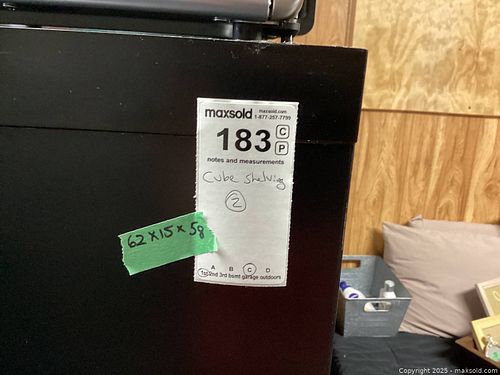 maxsold maxsold.com
1-877-257-7799
183 C
P
notes and measurements
Cube shelving
2
62 x 15 x 58
A B C D
1st 2nd 3rd bsmt garage outdoors
Copyright 2025 - maxsold.com